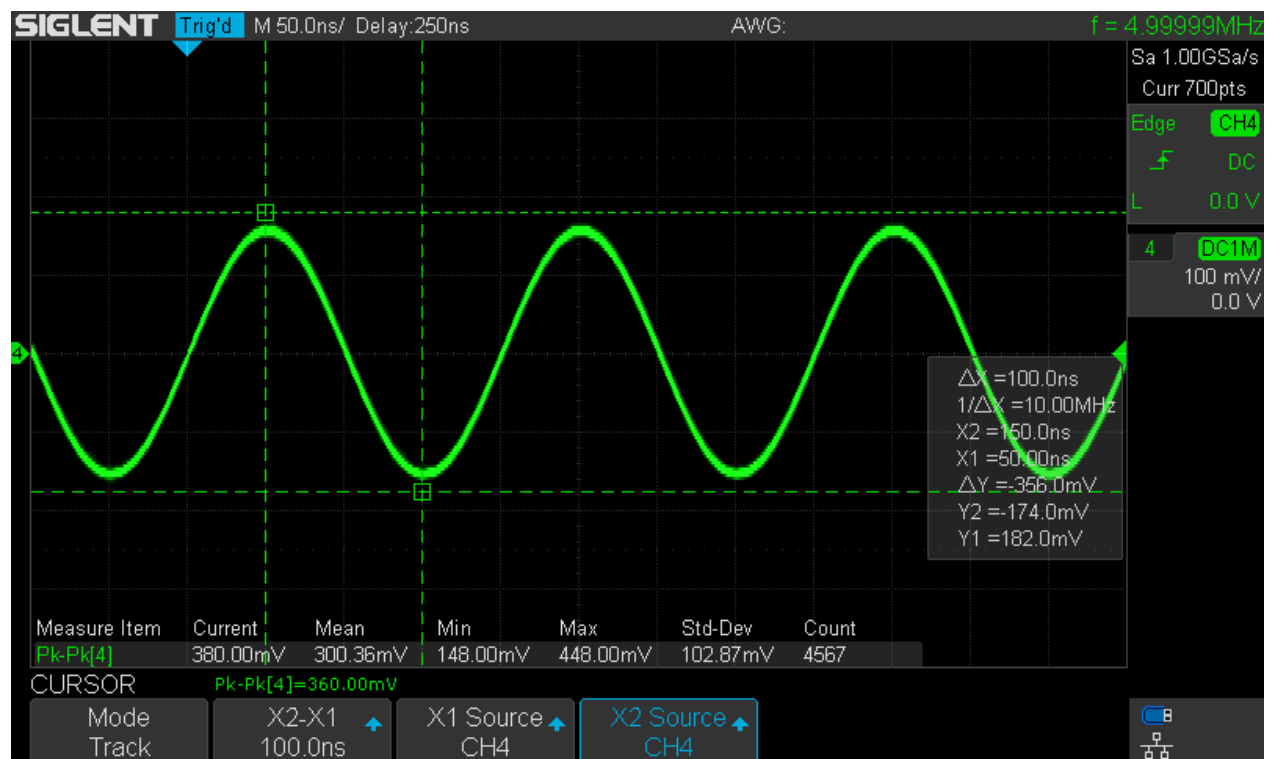 SIGLENT Trig'd M 50.0ns/ Delay:250ns AWG: f = 4.99999MHz
Sa 1.00GSa/s
Curr 700pts
Edge CH4
DC
L 0.0 V
4 DC1M
100 mV/
0.0 V
4
ΔX =100.0ns
1/ΔX =10.00MHz
X2 =150.0ns
X1 =50.00ns
ΔY =-356.0mV
Y2 =-174.0mV
Y1 =182.0mV
Measure Item Current Mean Min Max Std-Dev Count
Pk-Pk[4] 380.00mV 300.36mV 148.00mV 448.00mV 102.87mV 4567
CURSOR Pk-Pk[4]=360.00mV
Mode X2-X1 X1 Source X2 Source
Track 100.0ns CH4 CH4